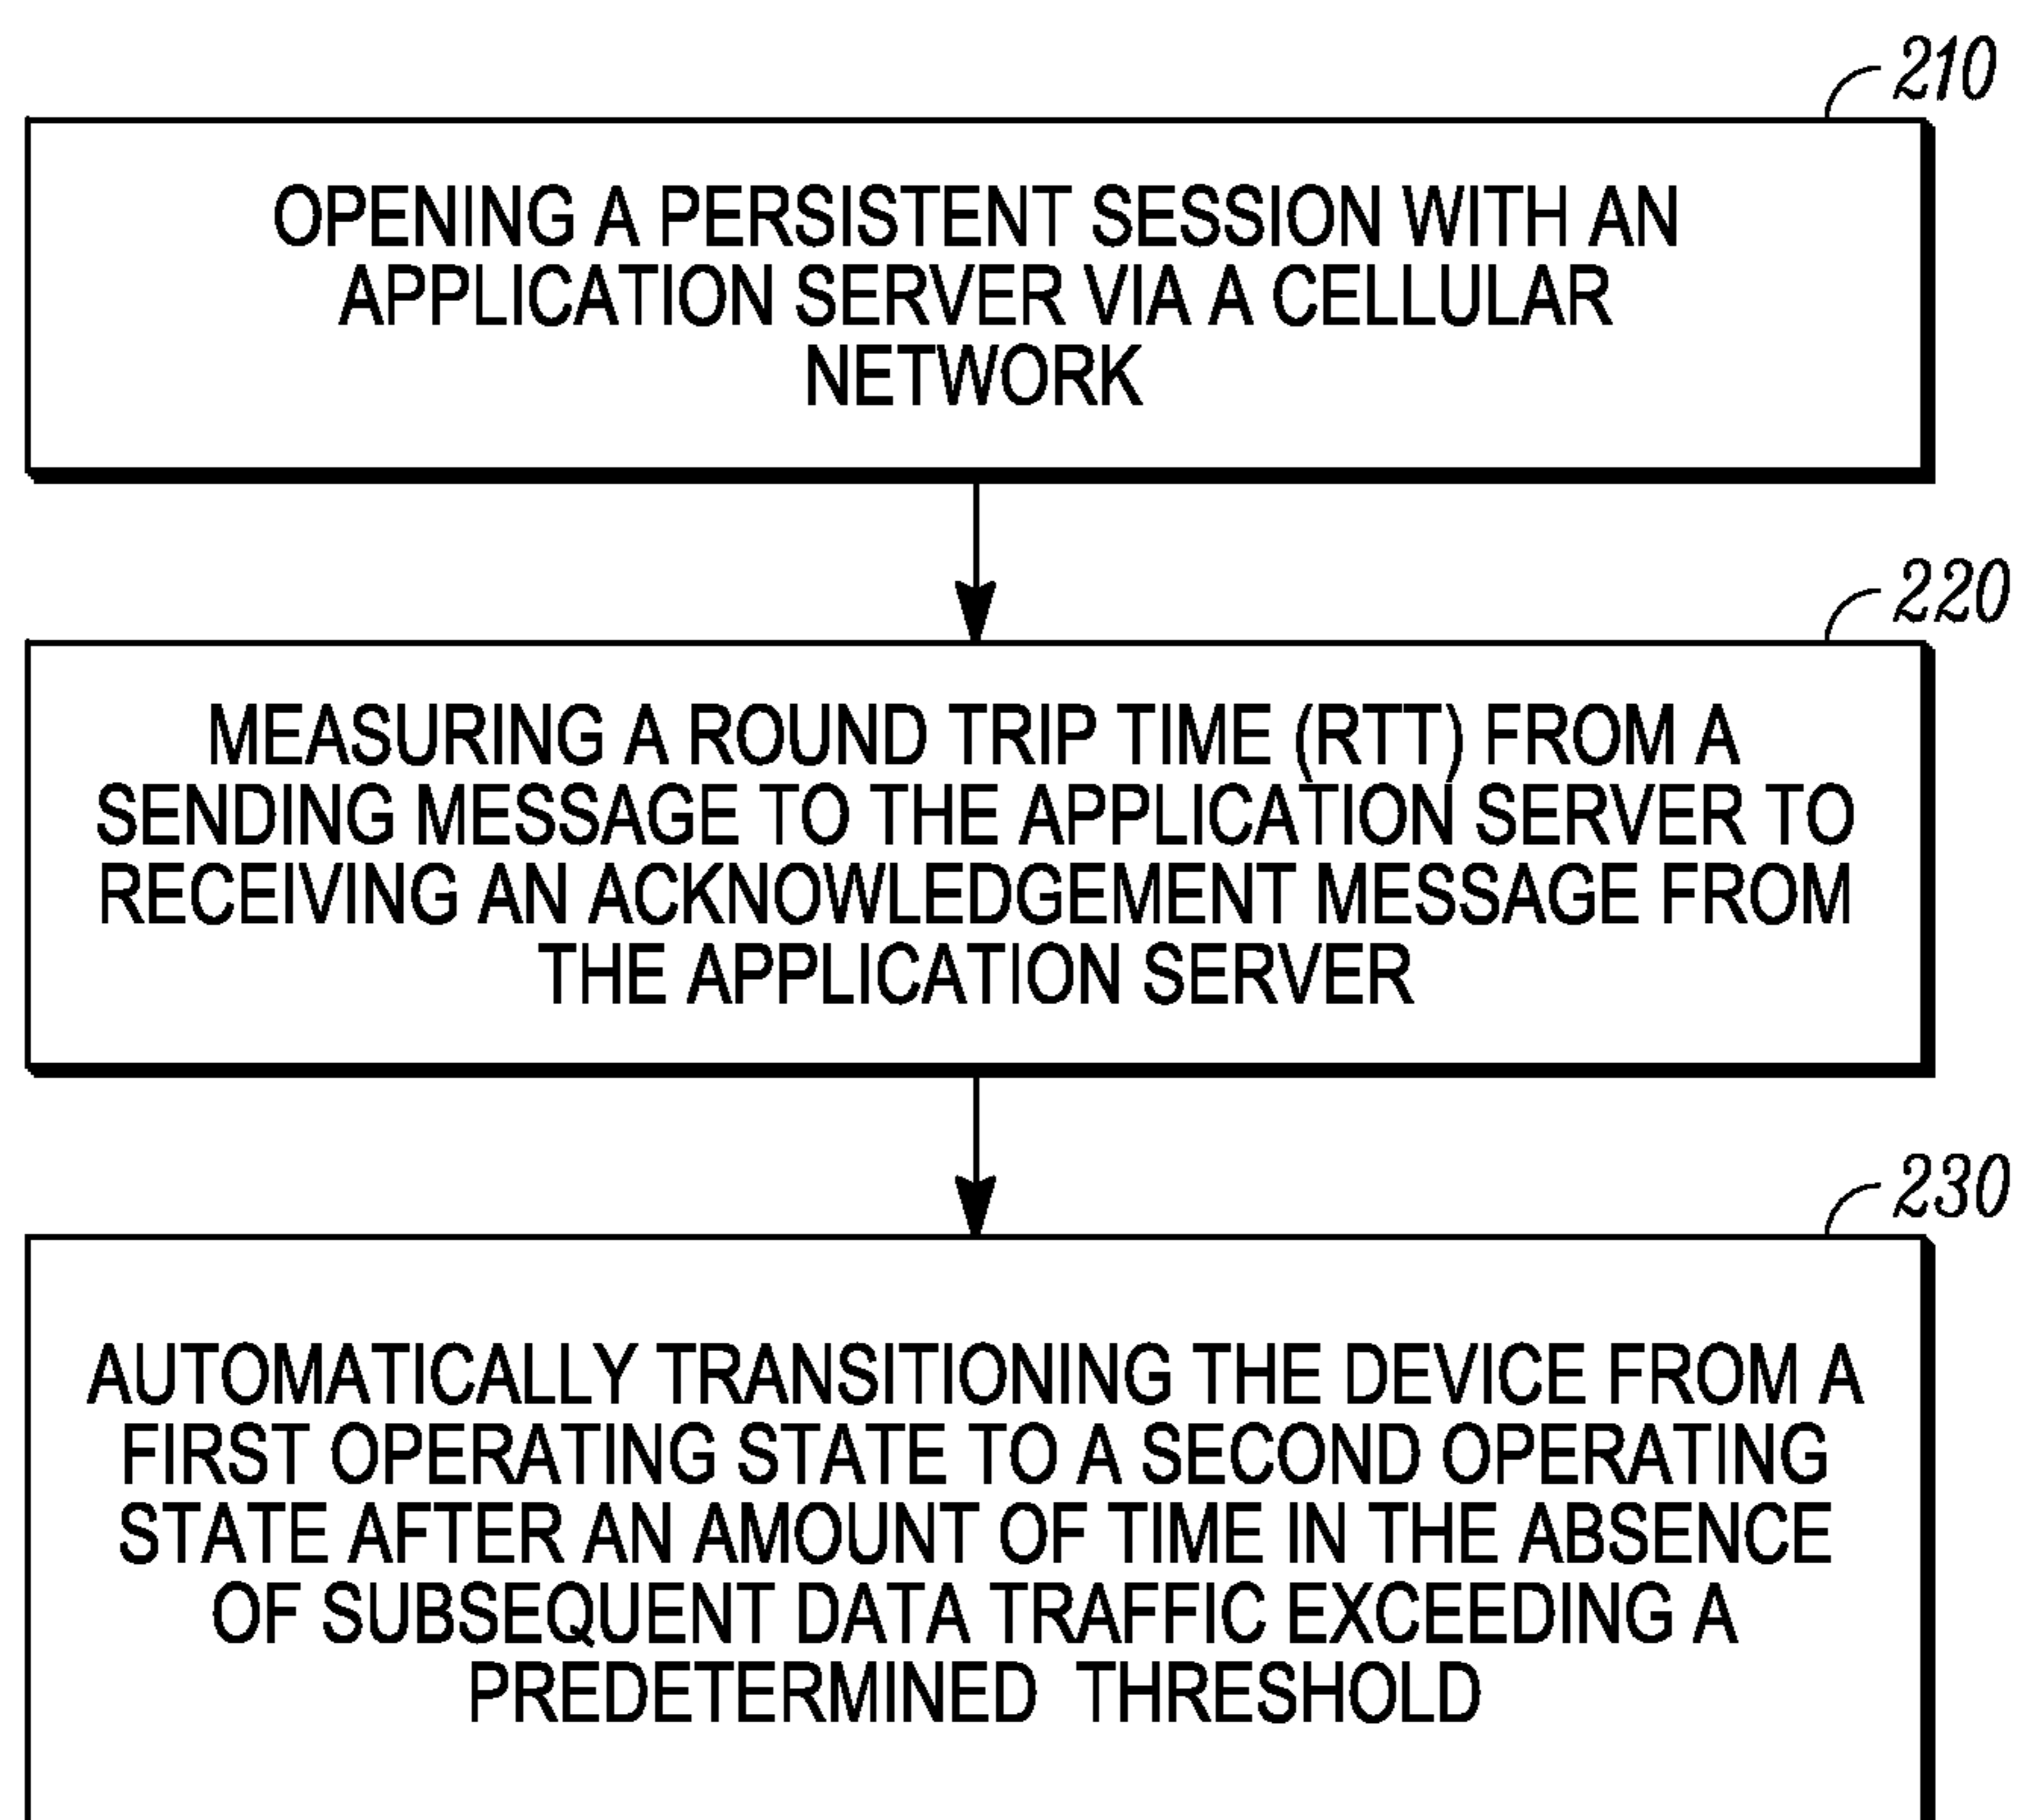 210
OPENING A PERSISTENT SESSION WITH AN
APPLICATION SERVER VIA A CELLULAR
NETWORK
220
MEASURING A ROUND TRIP TIME (RTT) FROM A
SENDING MESSAGE TO THE APPLICATION SERVER TO
RECEIVING AN ACKNOWLEDGEMENT MESSAGE FROM
THE APPLICATION SERVER
230
AUTOMATICALLY TRANSITIONING THE DEVICE FROM A
FIRST OPERATING STATE TO A SECOND OPERATING
STATE AFTER AN AMOUNT OF TIME IN THE ABSENCE
OF SUBSEQUENT DATA TRAFFIC EXCEEDING A
PREDETERMINED THRESHOLD